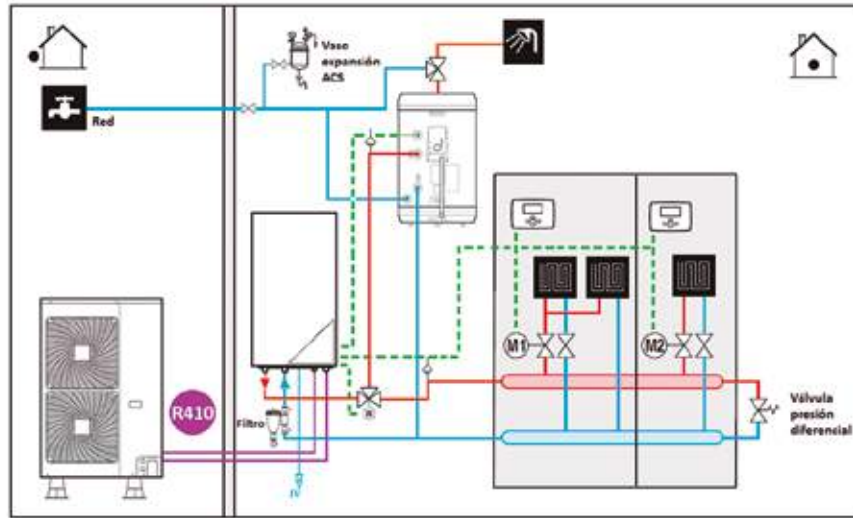 Vaso
expansión
ACS
Red
R410
Filtro
M1
M2
Válvula
presión
diferencial